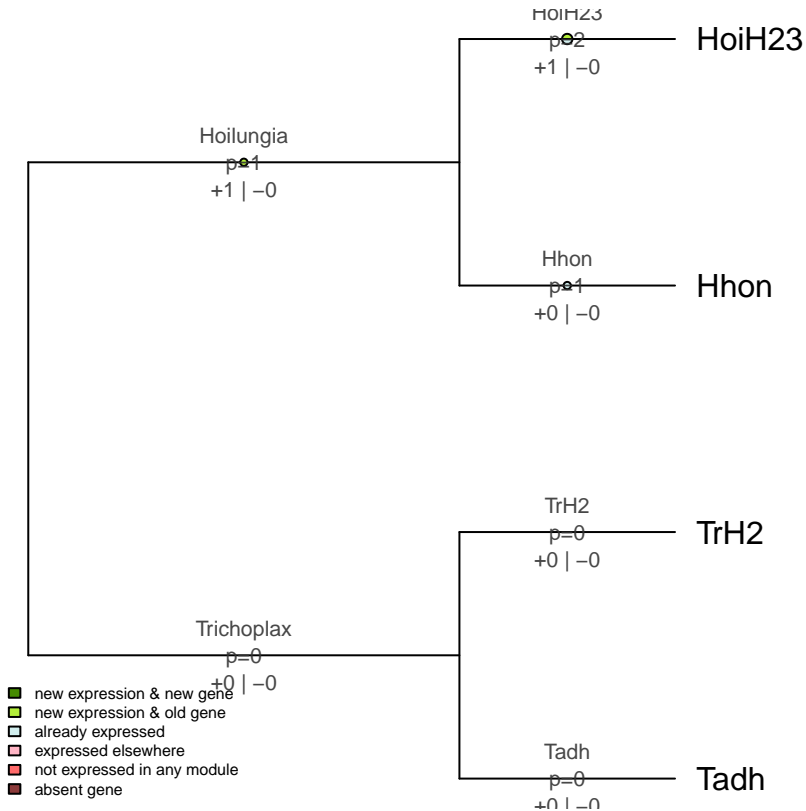 HoiH23
p=2
+1 | −0
HoiH23
Hoilungia
p=1
+1 | −0
Hhon
p=1
+0 | −0
Hhon
TrH2
p=0
+0 | −0
TrH2
Trichoplax
p=0
+0 | −0
new expression & new gene
new expression & old gene
already expressed
expressed elsewhere
not expressed in any module
absent gene
Tadh
p=0
+0 | −0
Tadh